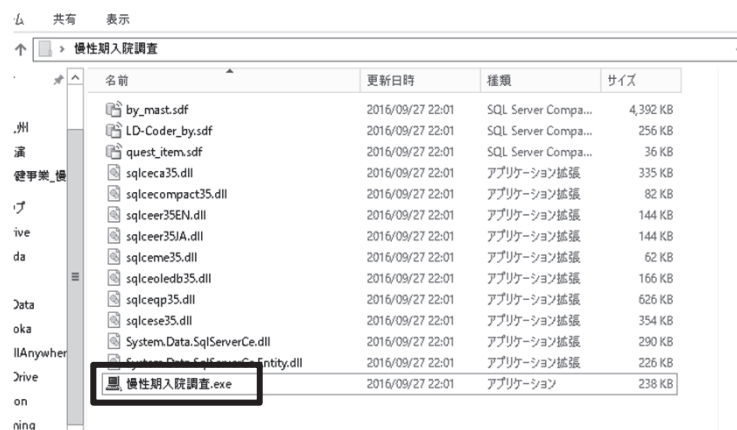 ム 共有 表示
慢性期入院調査
名前 更新日時 種類 サイズ
by_mast.sdf 2016/09/27 22:01 SQL Server Compa... 4,392 KB
LD-Coder_by.sdf 2016/09/27 22:01 SQL Server Compa... 256 KB
quest_item.sdf 2016/09/27 22:01 SQL Server Compa... 36 KB
sqlceca35.dll 2016/09/27 22:01 アプリケーション拡張 335 KB
sqlcecompact35.dll 2016/09/27 22:01 アプリケーション拡張 82 KB
sqlceer35EN.dll 2016/09/27 22:01 アプリケーション拡張 144 KB
sqlceer35JA.dll 2016/09/27 22:01 アプリケーション拡張 144 KB
sqlceme35.dll 2016/09/27 22:01 アプリケーション拡張 62 KB
sqlceoledb35.dll 2016/09/27 22:01 アプリケーション拡張 166 KB
sqlceqp35.dll 2016/09/27 22:01 アプリケーション拡張 626 KB
sqlcese35.dll 2016/09/27 22:01 アプリケーション拡張 354 KB
System.Data.SqlServerCe.dll 2016/09/27 22:01 アプリケーション拡張 290 KB
System.Data.SqlServerCe.Entity.dll 2016/09/27 22:01 アプリケーション拡張 226 KB
慢性期入院調査.exe 2016/09/27 22:01 アプリケーション 238 KB
_州
演
健事業_慢
ップ
ive
da
Data
oka
llAnywher
Drive
on
ning